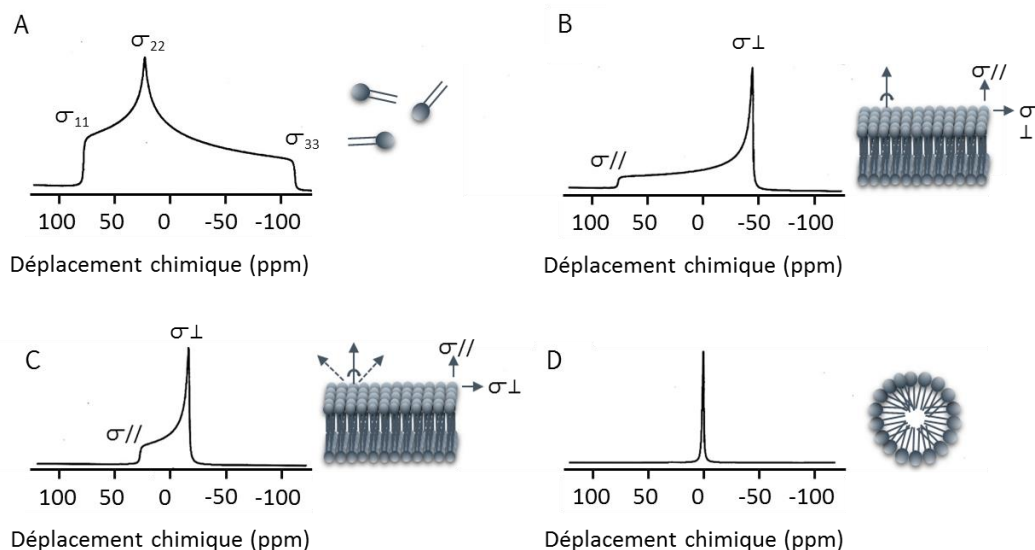 A
σ22
σ11
σ33
100 50 0 -50 -100
Déplacement chimique (ppm)
B
σ⊥
σ//
σ//
σ
⊥
100 50 0 -50 -100
Déplacement chimique (ppm)
C
σ⊥
σ//
σ//
σ⊥
100 50 0 -50 -100
Déplacement chimique (ppm)
D
100 50 0 -50 -100
Déplacement chimique (ppm)